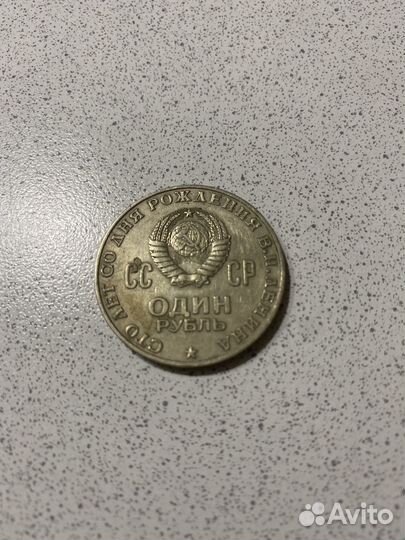 СТО ЛЕТ СО ДНЯ РОЖДЕНИЯ В.И. ЛЕНИНА
СС СР
ОДИН
РУБЛЬ
Avito